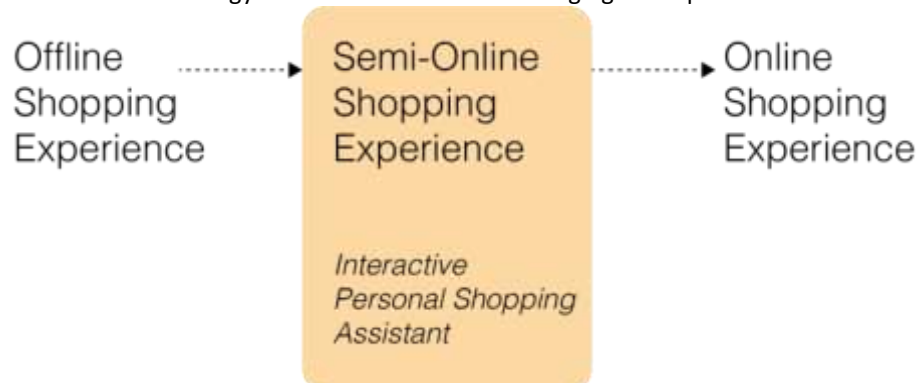 Offline
Shopping
Experience
Semi-Online
Shopping
Experience
Interactive
Personal Shopping
Assistant
Online
Shopping
Experience